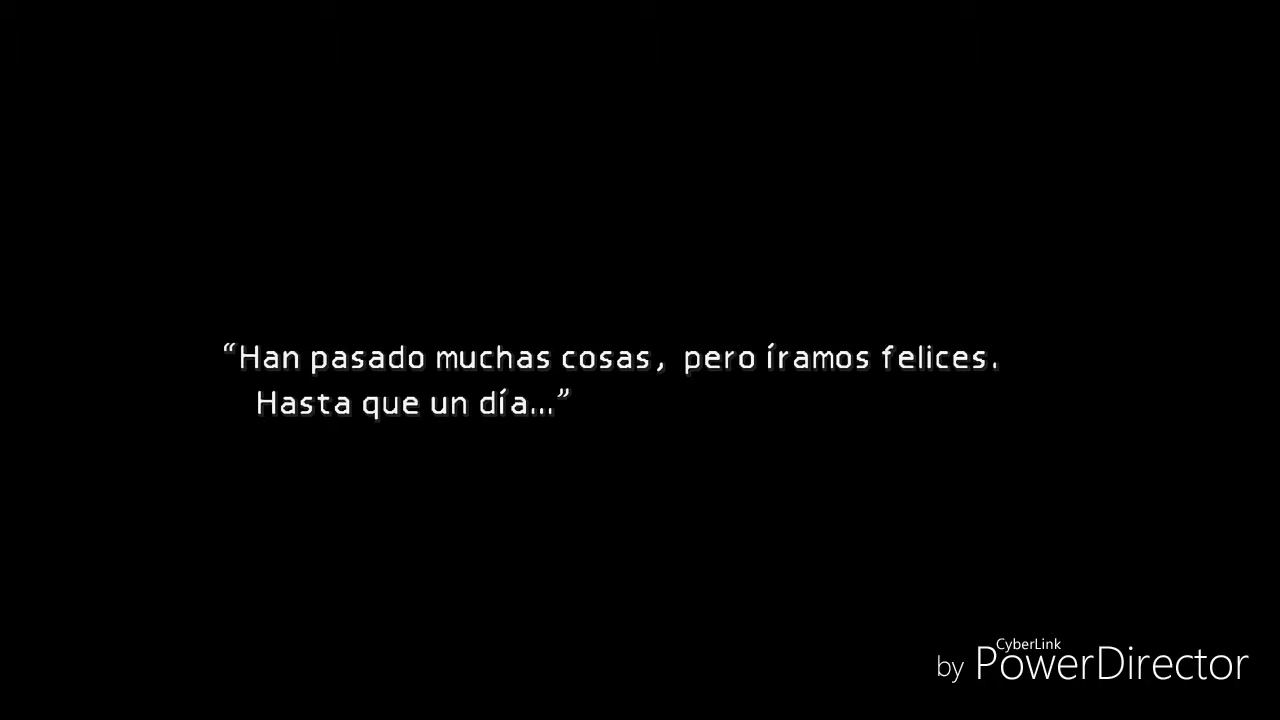 “Han pasado muchas cosas, pero íramos felices.
Hasta que un día...”
CyberLink
by PowerDirector